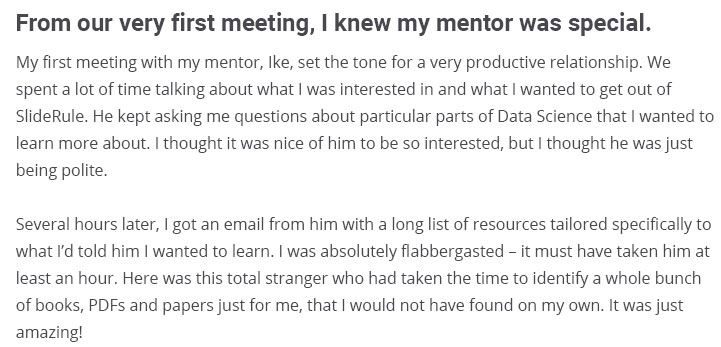 From our very first meeting, I knew my mentor was special.
My first meeting with my mentor, Ike, set the tone for a very productive relationship. We
spent a lot of time talking about what I was interested in and what I wanted to get out of
SlideRule. He kept asking me questions about particular parts of Data Science that I wanted to
learn more about. I thought it was nice of him to be so interested, but I thought he was just
being polite.
Several hours later, I got an email from him with a long list of resources tailored specifically to
what I’d told him I wanted to learn. I was absolutely flabbergasted – it must have taken him at
least an hour. Here was this total stranger who had taken the time to identify a whole bunch
of books, PDFs and papers just for me, that I would not have found on my own. It was just
amazing!